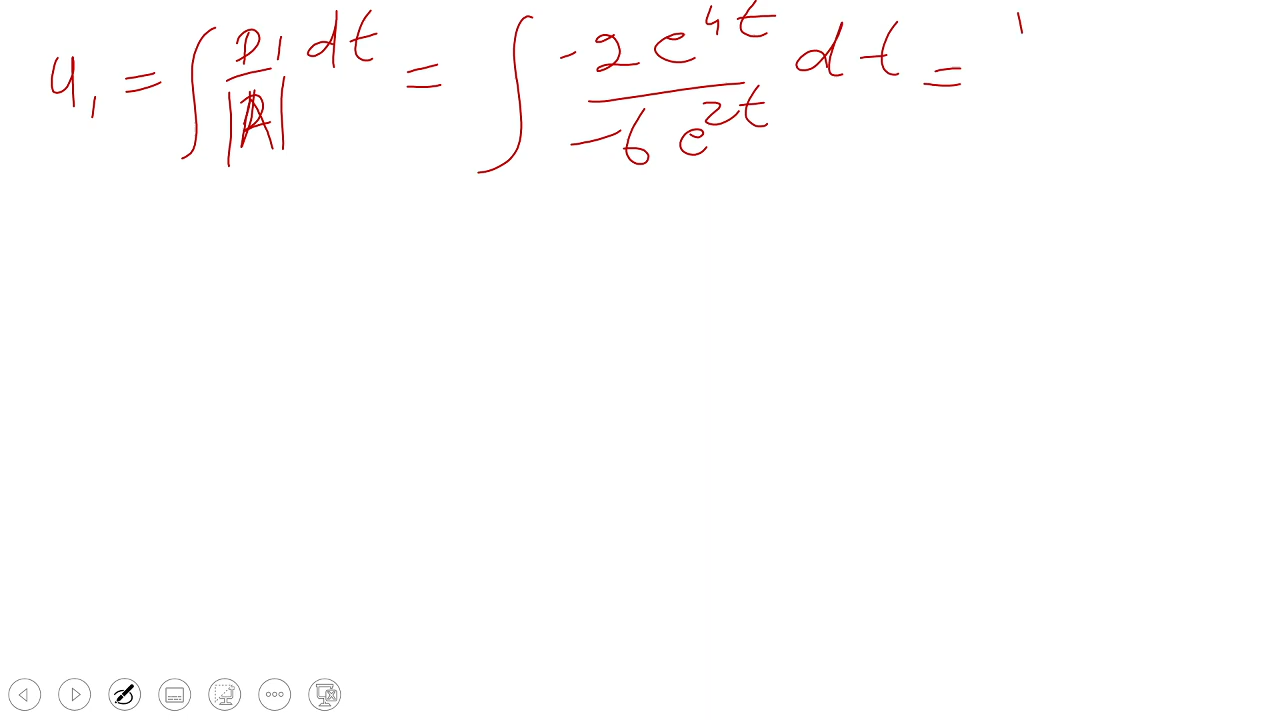 u₁ = ∫ D₁/|A| dt = ∫ -2e^{4t}/-6e^{2t} dt =